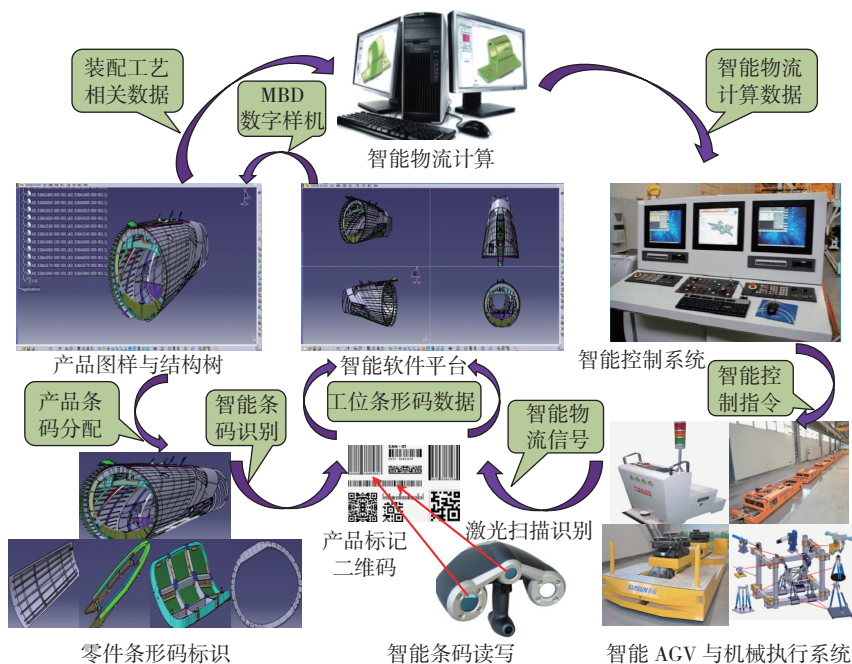 装配工艺
相关数据
MBD
数字样机
智能物流
计算数据
智能物流计算
产品图样与结构树
智能软件平台
智能控制系统
产品条
码分配
智能条
码识别
工位条形码数据
智能物
流信号
智能控
制指令
产品标记
二维码
激光扫描识别
SIASUN
零件条形码标识
智能条码读写
智能 AGV 与机械执行系统